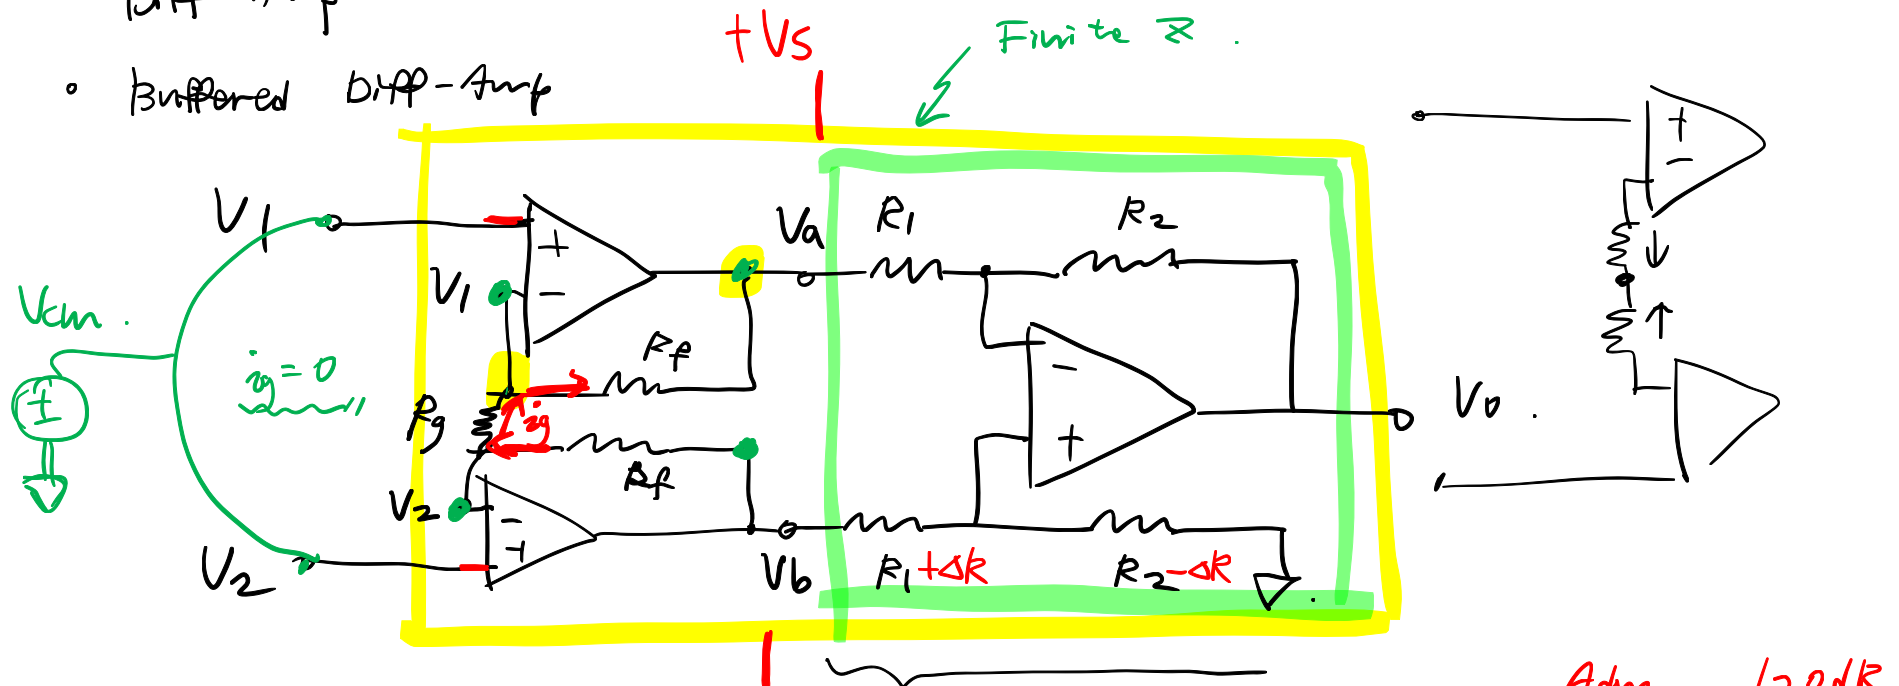 +Vs
Finite Z .
• Buffered Diff-Amp
V1
+
−
V1
Va
R1
R2
+
−
Vcm .
+
−
ig = 0
Rf
Rg
ig
Rf
−
+
Vo .
V2
−
+
V2
Vb
R1+ΔR
R2−ΔR